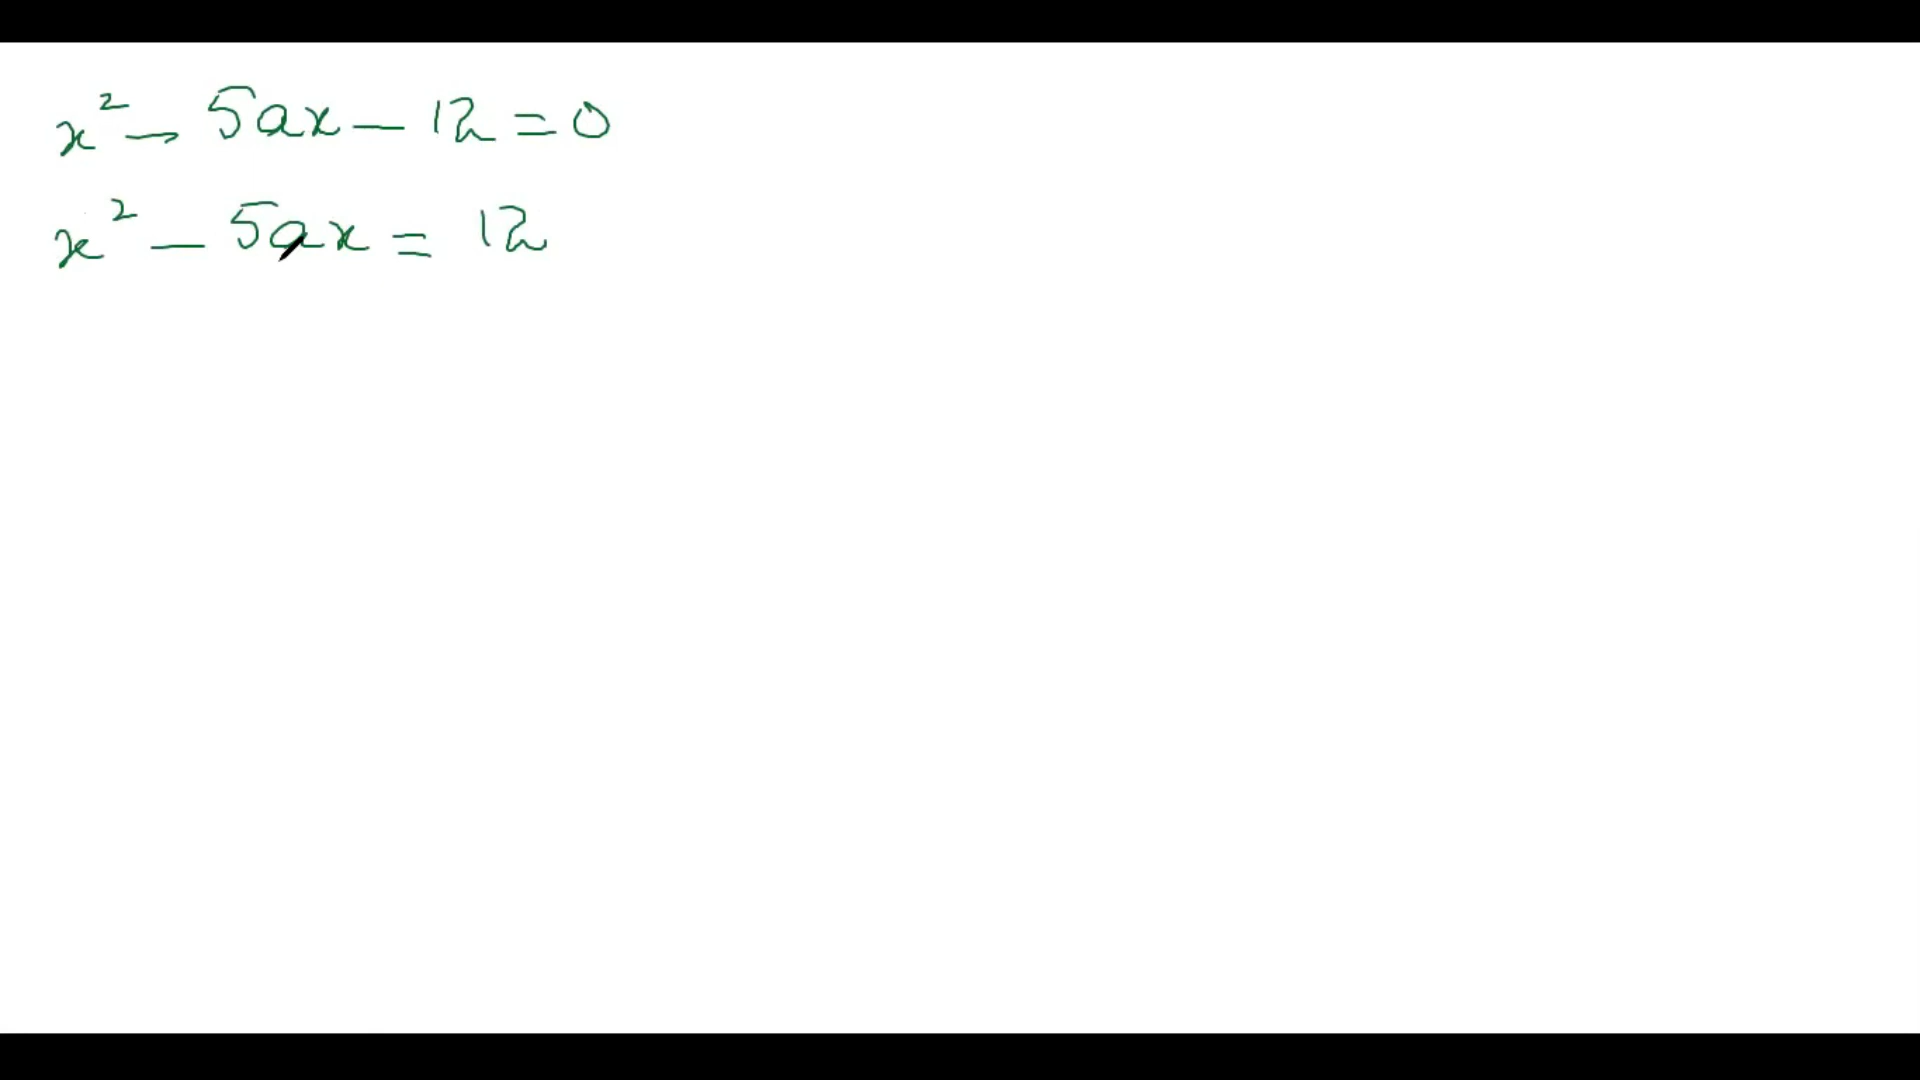 x² - 5ax - 12 = 0
x² - 5ax = 12